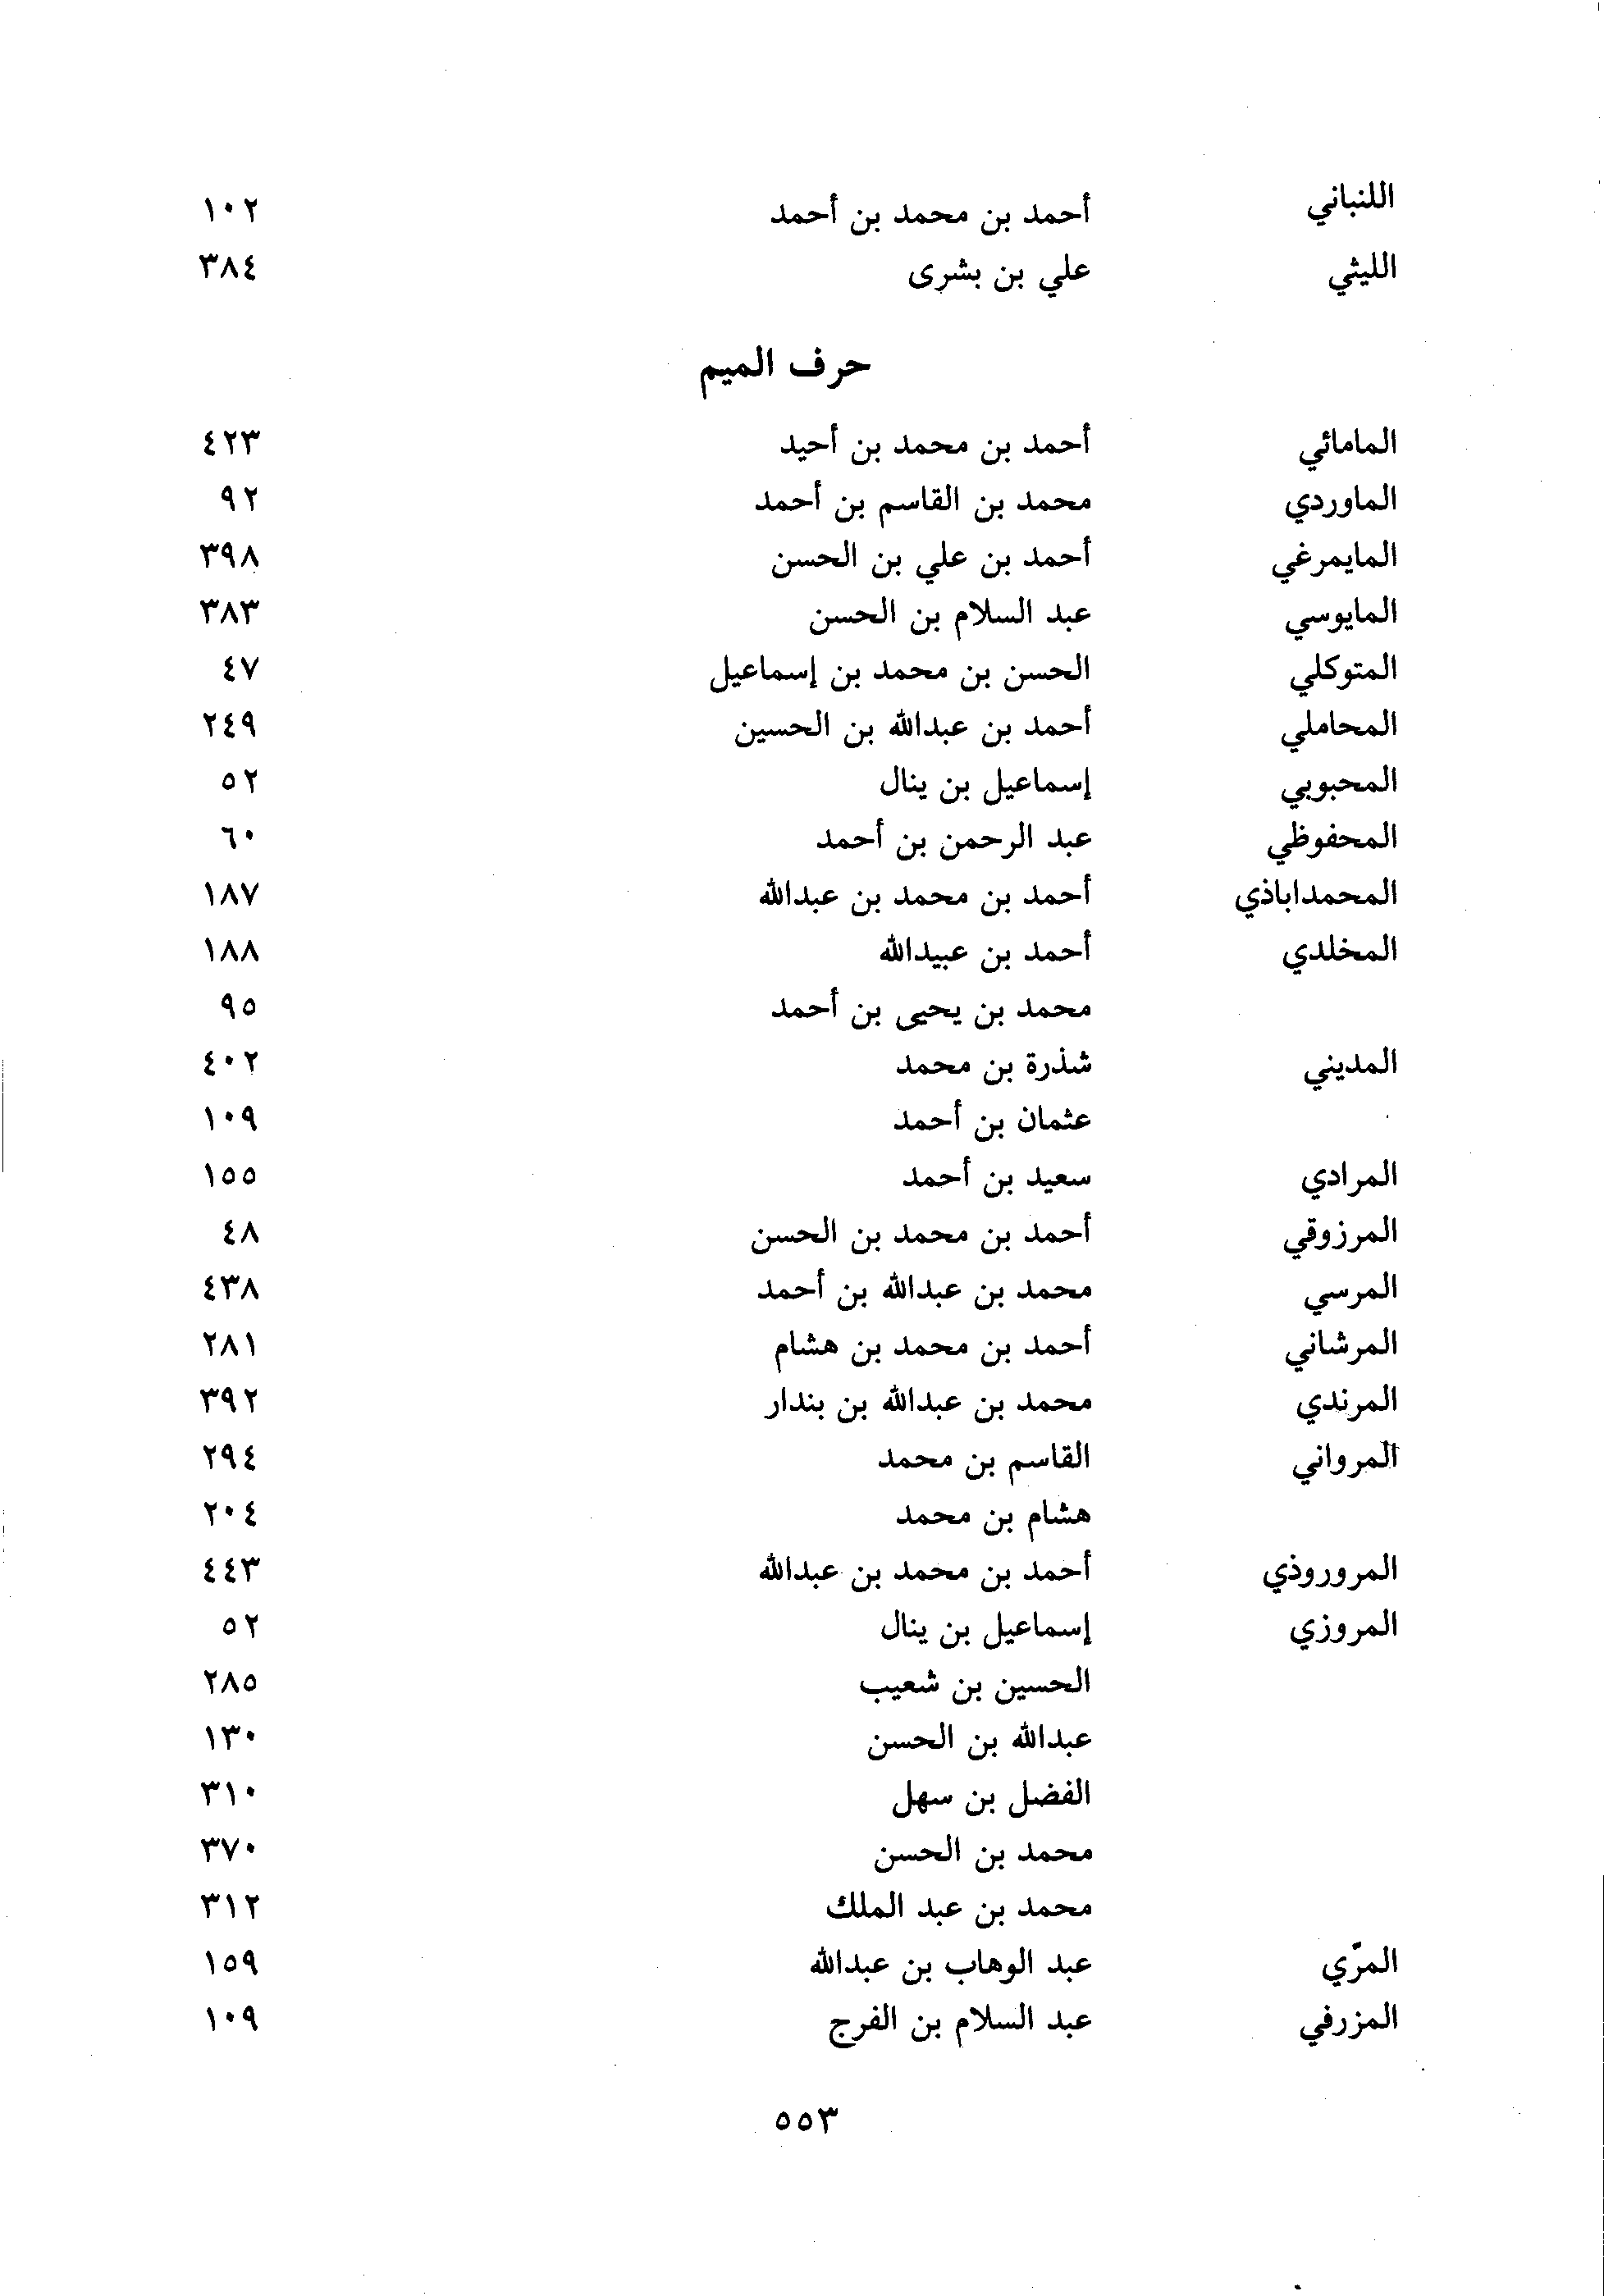 اللنباني أحمد بن محمد بن أحمد ١٠٢
الليثي علي بن بشرى ٣٨٤
حرف الميم
المامائي أحمد بن محمد بن أحيد ٤٢٣
الماوردي محمد بن القاسم بن أحمد ٩٢
المايمرغي أحمد بن علي بن الحسن ٣٩٨
المايوسي عبد السلام بن الحسن ٣٨٣
المتوكلي الحسن بن محمد بن إسماعيل ٤٧
المحاملي أحمد بن عبدالله بن الحسين ٢٤٩
المحبوبي إسماعيل بن ينال ٥٢
المحفوظي عبد الرحمن بن أحمد ٦٠
المحمداباذي أحمد بن محمد بن عبدالله ١٨٧
المخلدي أحمد بن عبيدالله ١٨٨
محمد بن يحيى بن أحمد ٩٥
المديني شذرة بن محمد ٤٠٢
عثمان بن أحمد ١٠٩
المرادي سعيد بن أحمد ١٥٥
المرزوقي أحمد بن محمد بن الحسن ٤٨
المرسي محمد بن عبدالله بن أحمد ٤٣٨
المرشاني أحمد بن محمد بن هشام ٢٨١
المرندي محمد بن عبدالله بن بندار ٣٩٢
المرواني القاسم بن محمد ٢٩٤
هشام بن محمد ٢٠٤
المروروذي أحمد بن محمد بن عبدالله ٤٤٣
المروزي إسماعيل بن ينال ٥٢
الحسين بن شعيب ٢٨٥
عبدالله بن الحسن ١٣٠
الفضل بن سهل ٣١٠
محمد بن الحسن ٣٧٠
محمد بن عبد الملك ٣١٢
المرّي عبد الوهاب بن عبدالله ١٥٩
المزرفي عبد السلام بن الفرج ١٠٩
٥٥٣